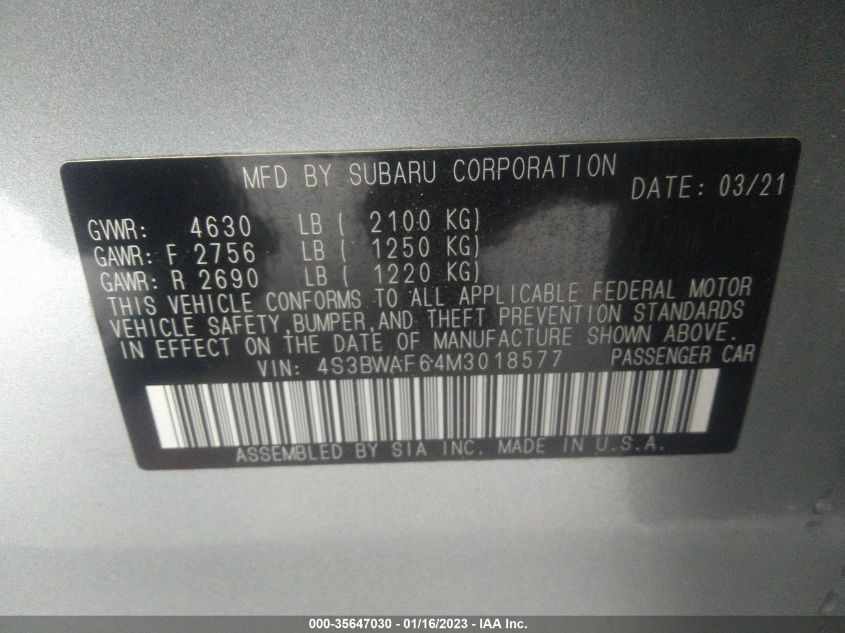 MFD BY SUBARU CORPORATION DATE: 03/21
GVWR: 4630 LB ( 2100 KG)
GAWR: F 2756 LB ( 1250 KG)
GAWR: R 2690 LB ( 1220 KG)
THIS VEHICLE CONFORMS TO ALL APPLICABLE FEDERAL MOTOR
VEHICLE SAFETY,BUMPER,AND THEFT PREVENTION STANDARDS
IN EFFECT ON THE DATE OF MANUFACTURE SHOWN ABOVE.
VIN: 4S3BWAF64M3018577 PASSENGER CAR
ASSEMBLED BY SIA INC. MADE IN U.S.A.
000-35647030 - 01/16/2023 - IAA Inc.